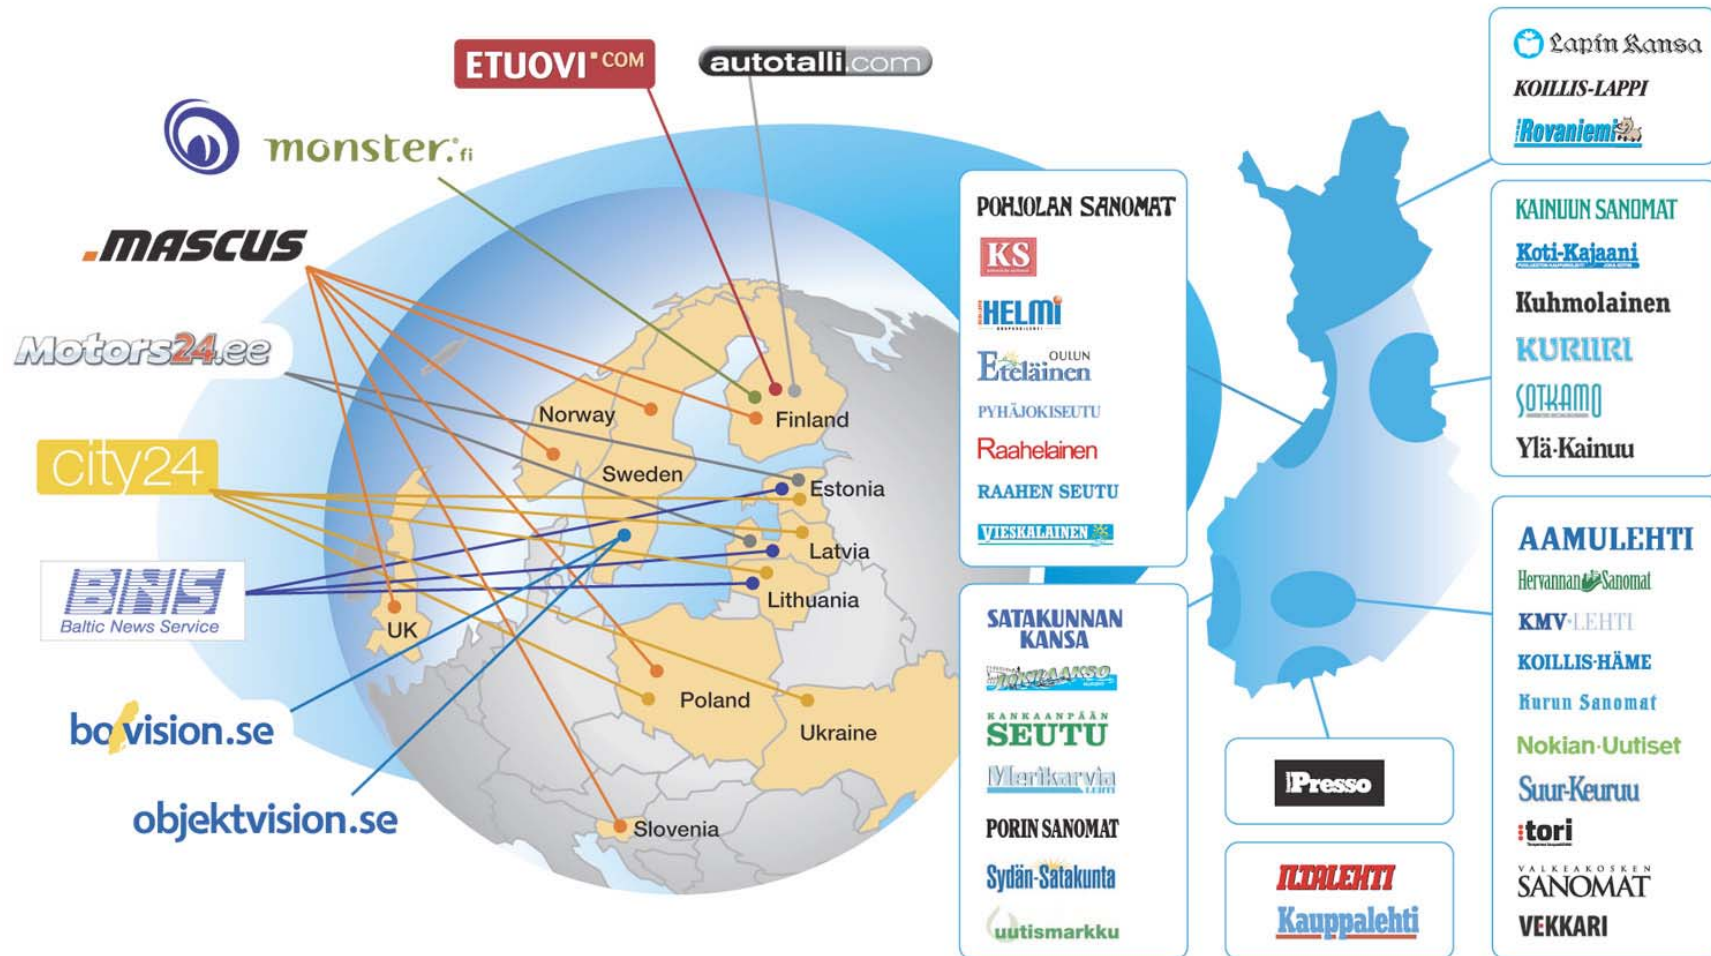 ETUOVI.COM
autotalli.com
monster.fi
.MASCUS
Motors24.ee
city24
BNS
Baltic News Service
bovision.se
objektvision.se
Norway
Sweden
Finland
Estonia
Latvia
Lithuania
UK
Poland
Ukraine
Slovenia
POHJOLAN SANOMAT
KS
HELMI
OULUN
Eteläinen
PYHÄJOKISEUTU
Raahelainen
RAAHEN SEUTU
VIESKALAINEN
SATAKUNNAN
KANSA
JOKILAAKSO
KANKAANPÄÄN
SEUTU
Merikarvia
LEHTI
PORIN SANOMAT
Sydän-Satakunta
uutismarkku
Lapin Kansa
KOILLIS-LAPPI
Rovaniemi
KAINUUN SANOMAT
Koti-Kajaani
Kuhmolainen
KURIIRI
SOTKAMO
Ylä-Kainuu
AAMULEHTI
Hervannan Sanomat
KMV-LEHTI
KOILLIS-HÄME
Kurun Sanomat
Nokian Uutiset
Suur-Keuruu
:tori
VALKEAKOSKEN
SANOMAT
VEKKARI
Presso
ILTALEHTI
Kauppalehti